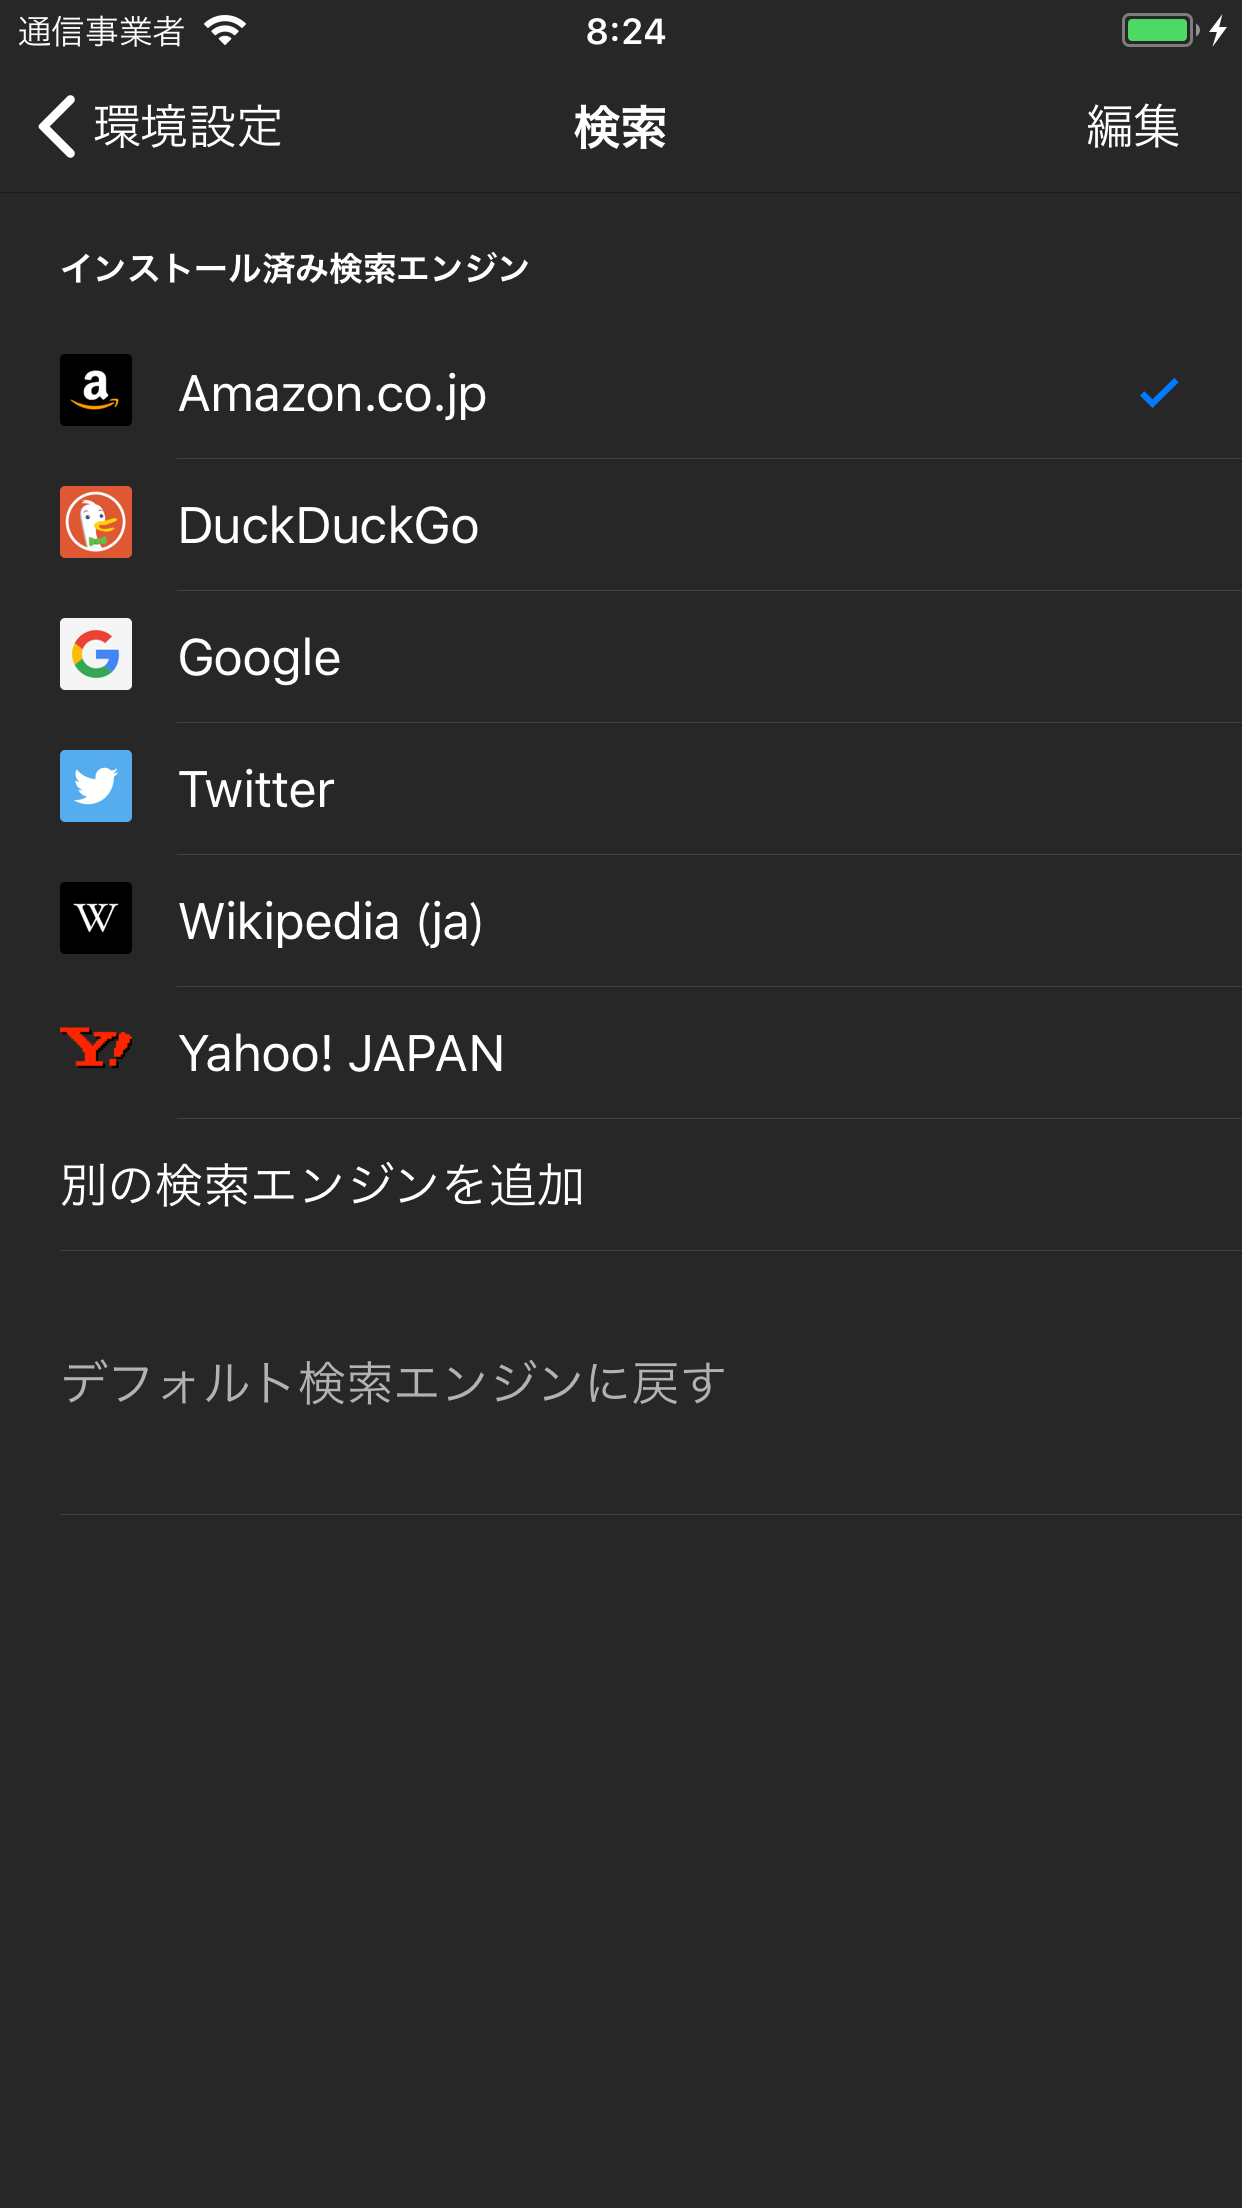 通信事業者 8:24
環境設定 検索 編集
インストール済み検索エンジン
Amazon.co.jp
DuckDuckGo
Google
Twitter
Wikipedia (ja)
Yahoo! JAPAN
別の検索エンジンを追加
デフォルト検索エンジンに戻す